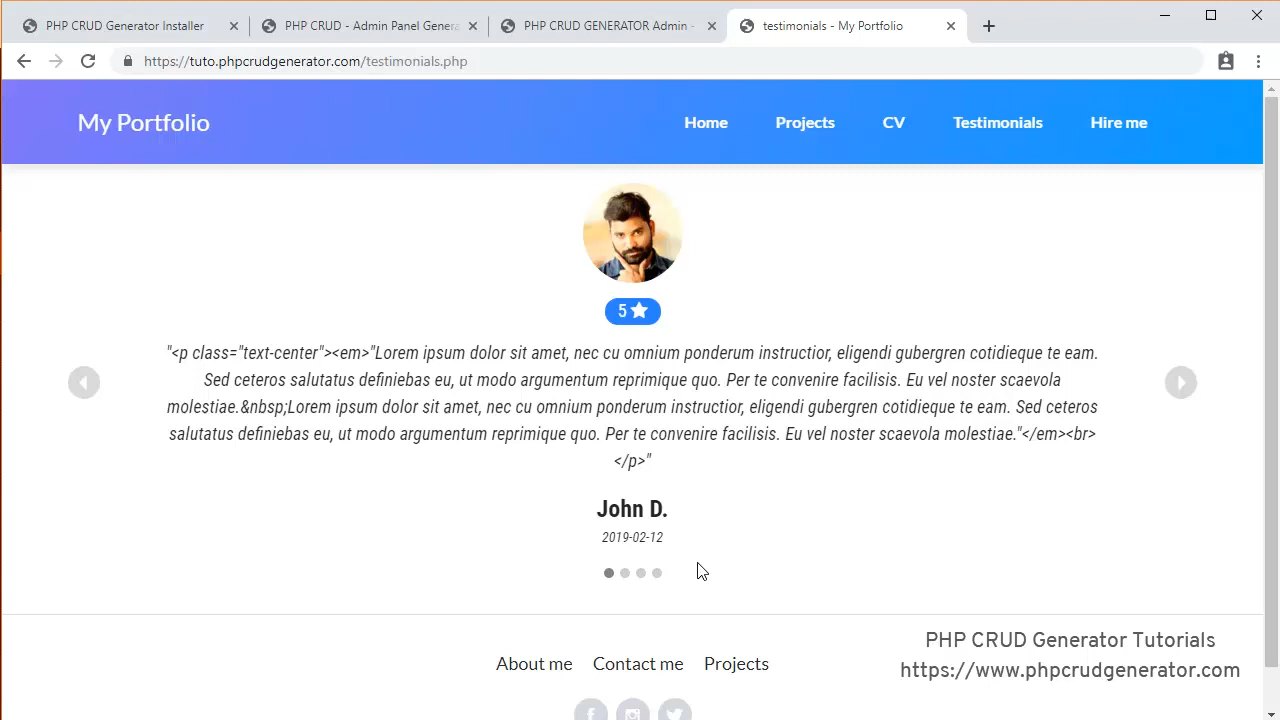 PHP CRUD Generator Installer
PHP CRUD - Admin Panel Genera
PHP CRUD GENERATOR Admin -
testimonials - My Portfolio
https://tuto.phpcrudgenerator.com/testimonials.php
My Portfolio
Home
Projects
CV
Testimonials
Hire me
5
"<p class="text-center"><em>"Lorem ipsum dolor sit amet, nec cu omnium ponderum instructior, eligendi gubergren cotidieque te eam.
Sed ceteros salutatus definiebas eu, ut modo argumentum reprimique quo. Per te convenire facilisis. Eu vel noster scaevola
molestiae.&nbsp;Lorem ipsum dolor sit amet, nec cu omnium ponderum instructior, eligendi gubergren cotidieque te eam. Sed ceteros
salutatus definiebas eu, ut modo argumentum reprimique quo. Per te convenire facilisis. Eu vel noster scaevola molestiae."</em><br>
</p>"
John D.
2019-02-12
About me
Contact me
Projects
PHP CRUD Generator Tutorials
https://www.phpcrudgenerator.com